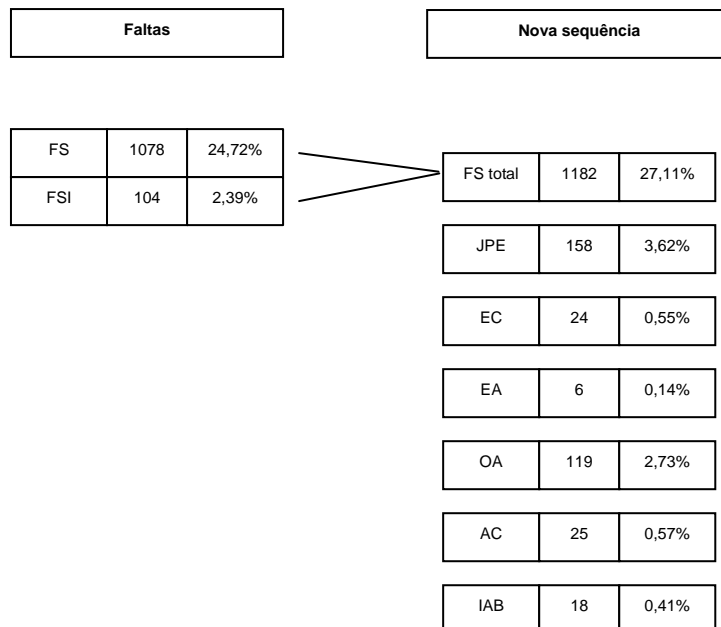 Faltas
Nova sequência
FS 1078 24,72%
FSI 104 2,39%
FS total 1182 27,11%
JPE 158 3,62%
EC 24 0,55%
EA 6 0,14%
OA 119 2,73%
AC 25 0,57%
IAB 18 0,41%